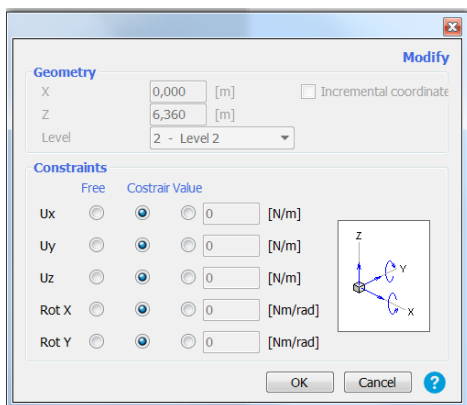 Modify
Geometry
X 0,000 [m] Incremental coordinate
Z 6,360 [m]
Level 2 - Level 2
Constraints
Free Costrair Value
Ux 0 [N/m]
Uy 0 [N/m]
Uz 0 [N/m]
Rot X 0 [Nm/rad]
Rot Y 0 [Nm/rad]
Z
Y
X
OK Cancel ?